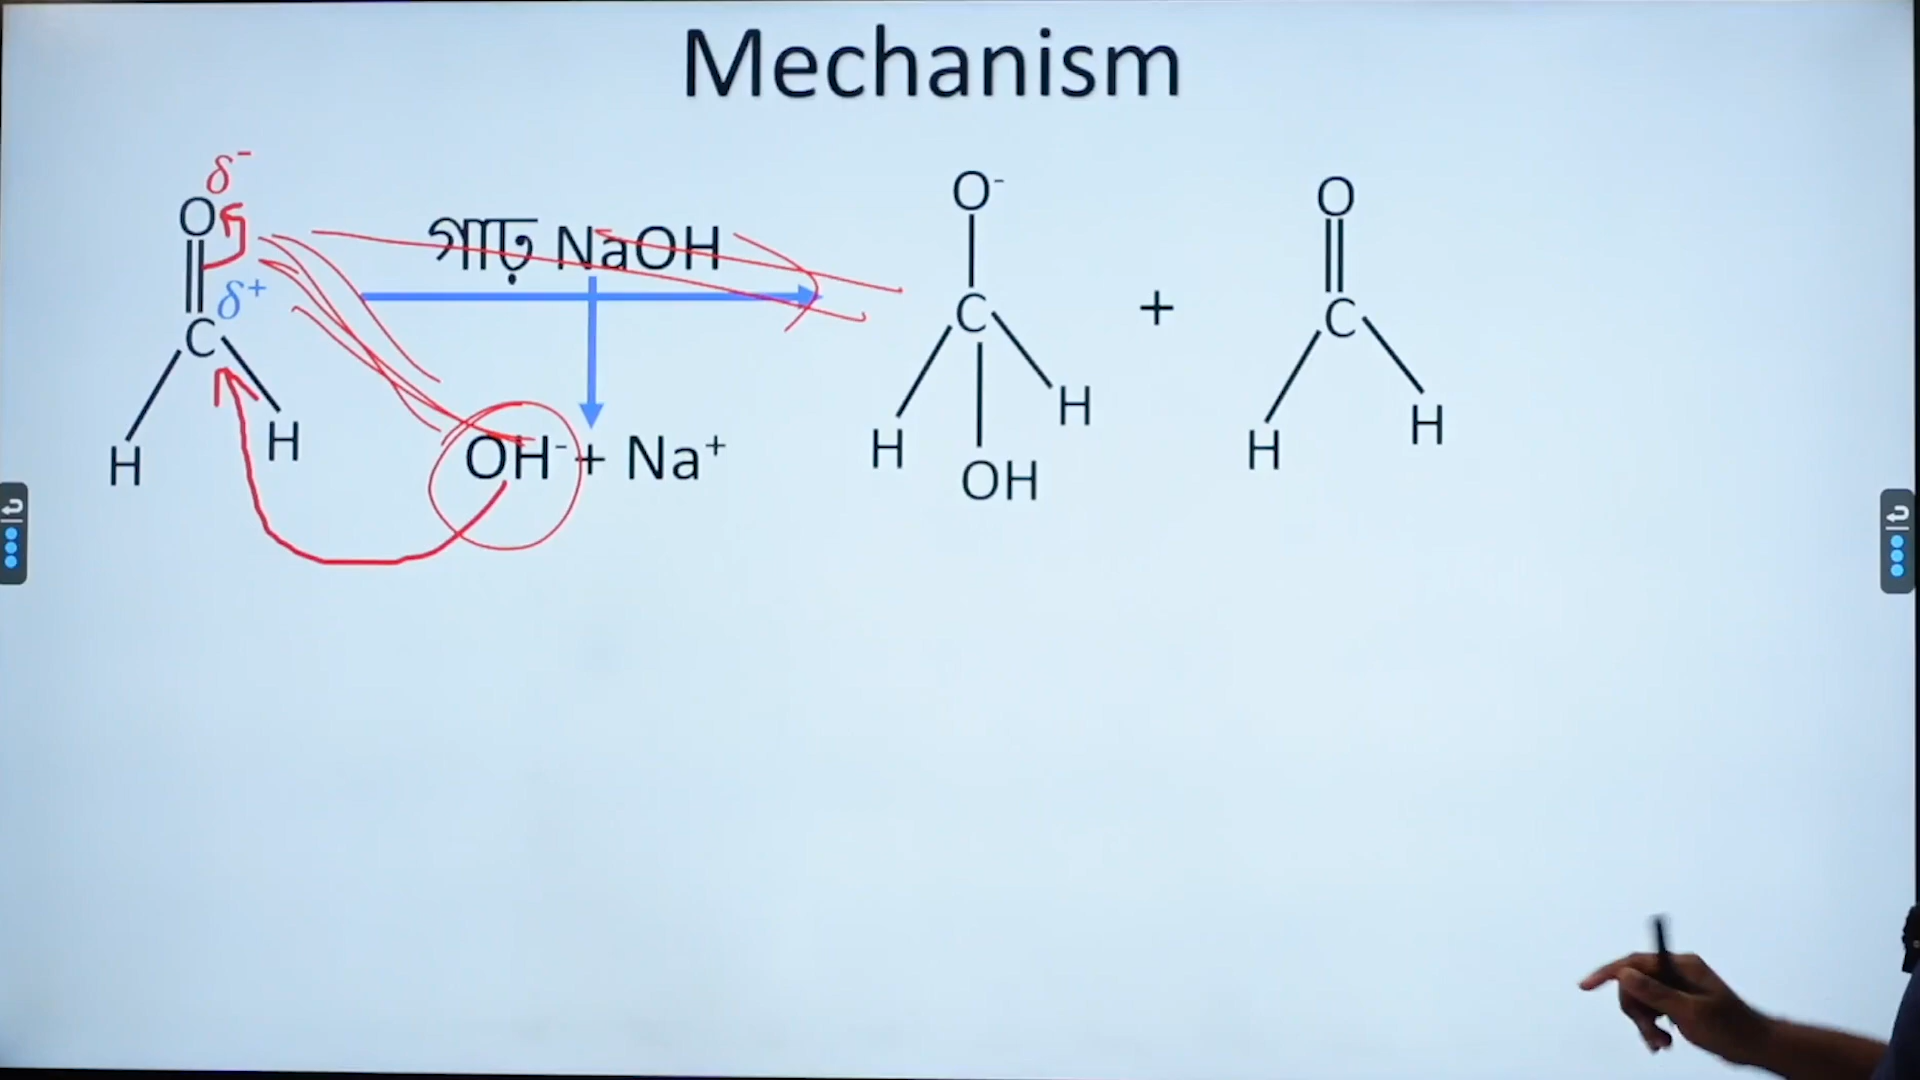 Mechanism
δ⁻
O
δ⁺
C
H
H
গাঢ় NaOH
OH⁻ + Na⁺
O⁻
C
H
H
OH
+
O
C
H
H